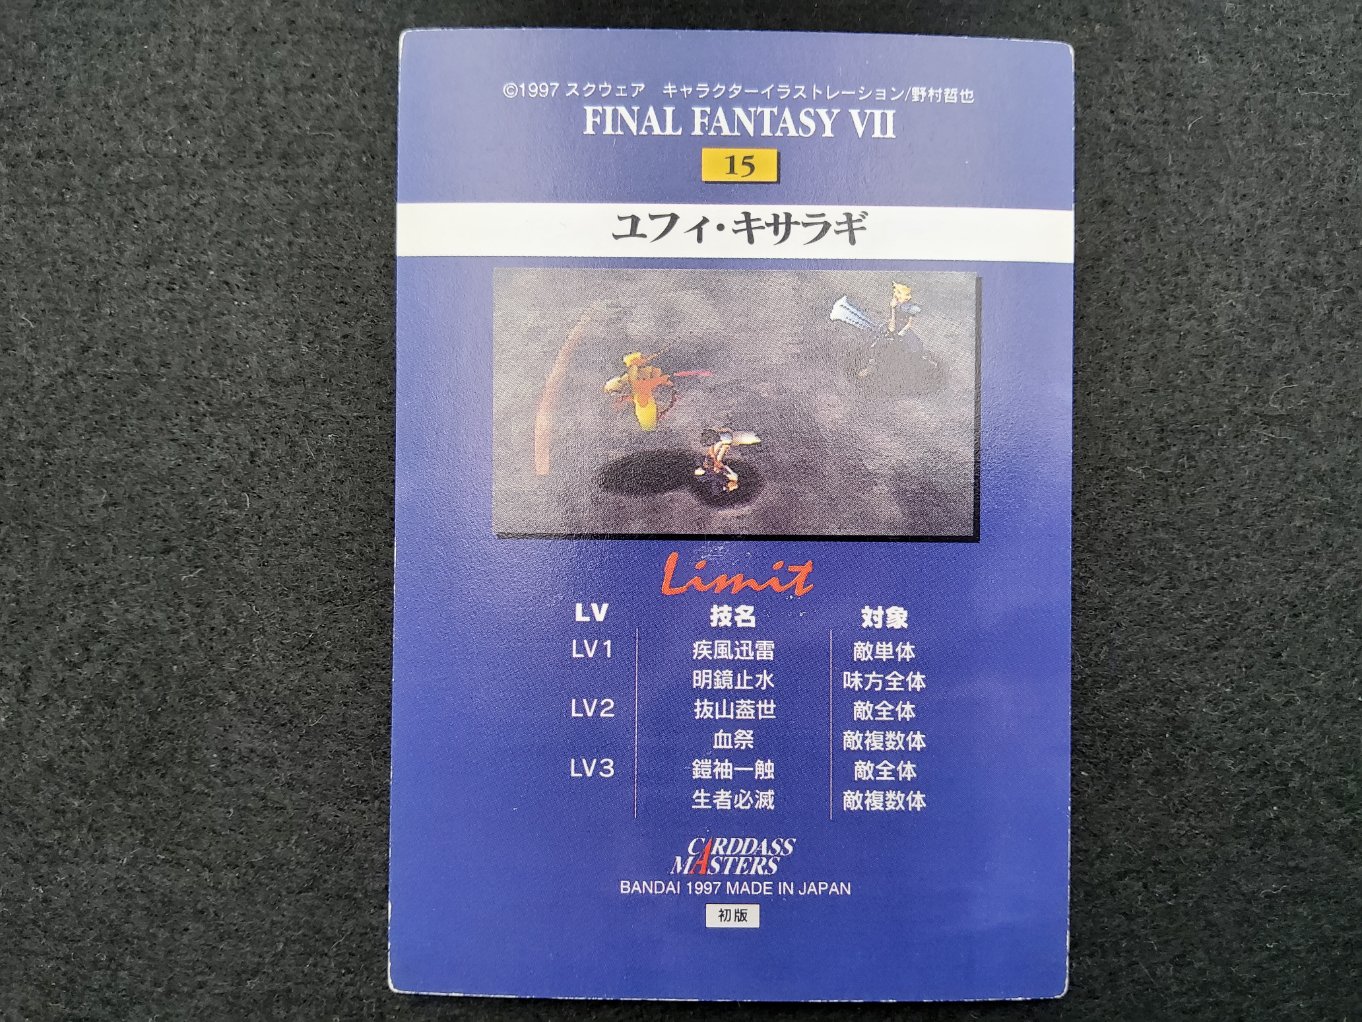 ©1997 スクウェア　キャラクターイラストレーション/野村哲也
FINAL FANTASY VII
15
ユフィ・キサラギ
Limit
LV 技名 対象
LV1 疾風迅雷 敵単体
明鏡止水 味方全体
LV2 抜山蓋世 敵全体
血祭 敵複数体
LV3 鎧袖一触 敵全体
生者必滅 敵複数体
CARDDASS
MASTERS
BANDAI 1997 MADE IN JAPAN
初版